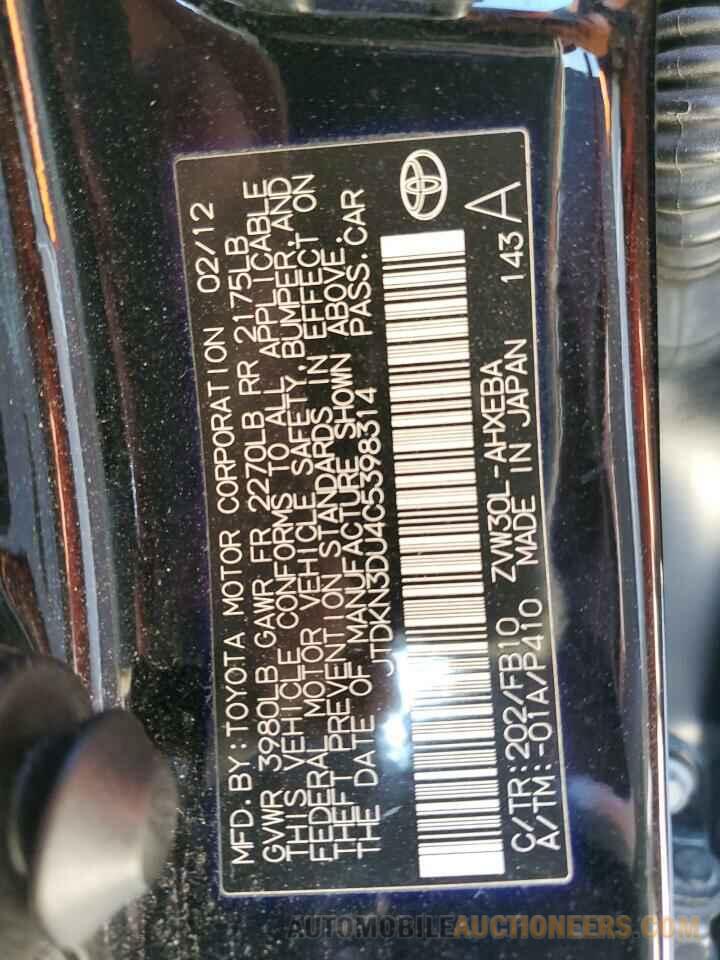 MFD. BY: TOYOTA MOTOR CORPORATION 02/12
GVWR 3980LB GAWR FR 2270LB RR 2175LB
THIS VEHICLE CONFORMS TO ALL APPLICABLE
FEDERAL MOTOR VEHICLE SAFETY, BUMPER, AND
THEFT PREVENTION STANDARDS IN EFFECT ON
THE DATE OF MANUFACTURE SHOWN ABOVE.
JTDKN3DU4C5398314 PASS. CAR
C/TR: 202/FB10 ZVW30L-AHXEBA 143
A/TM:-01A/P410 MADE IN JAPAN A
AUTOMOBILEAUCTIONEERS.COM